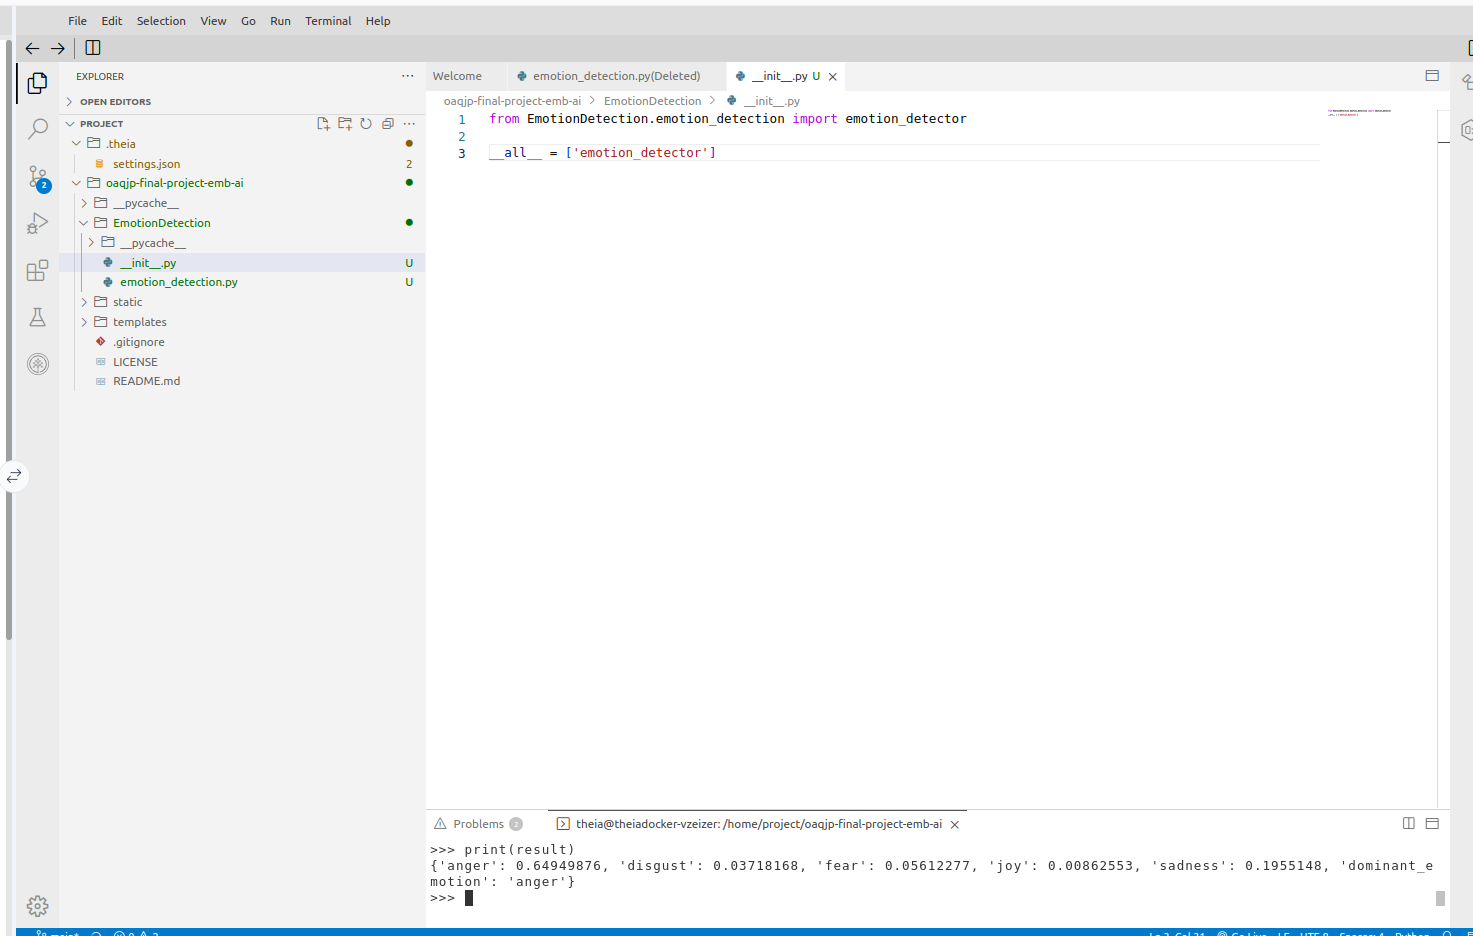 File Edit Selection View Go Run Terminal Help
EXPLORER
OPEN EDITORS
PROJECT
.theia
settings.json 2
oaqjp-final-project-emb-ai
__pycache__
EmotionDetection
__pycache__
__init__.py U
emotion_detection.py U
static
templates
.gitignore
LICENSE
README.md
2
Welcome emotion_detection.py(Deleted) __init__.py U
oaqjp-final-project-emb-ai EmotionDetection __init__.py
1 from EmotionDetection.emotion_detection import emotion_detector
2
3 __all__ = ['emotion_detector']
Problems 2 theia@theiadocker-vzeizer: /home/project/oaqjp-final-project-emb-ai
>>> print(result)
{'anger': 0.64949876, 'disgust': 0.03718168, 'fear': 0.05612277, 'joy': 0.00862553, 'sadness': 0.1955148, 'dominant_e
motion': 'anger'}
>>>